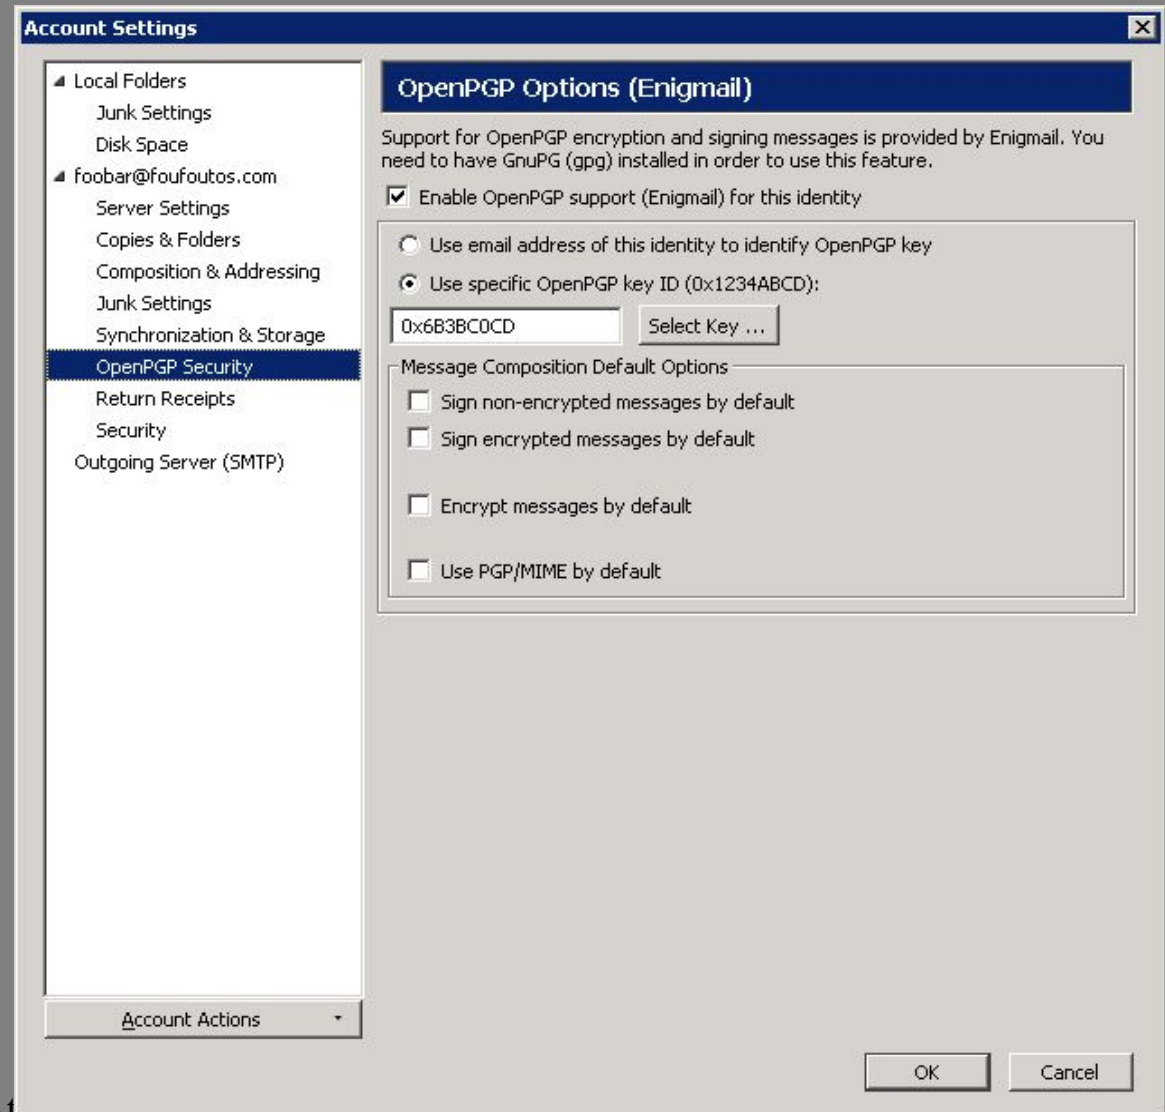 Account Settings
Local Folders
Junk Settings
Disk Space
foobar@foufoutos.com
Server Settings
Copies & Folders
Composition & Addressing
Junk Settings
Synchronization & Storage
OpenPGP Security
Return Receipts
Security
Outgoing Server (SMTP)
Account Actions
OpenPGP Options (Enigmail)
Support for OpenPGP encryption and signing messages is provided by Enigmail. You
need to have GnuPG (gpg) installed in order to use this feature.
Enable OpenPGP support (Enigmail) for this identity
Use email address of this identity to identify OpenPGP key
Use specific OpenPGP key ID (0x1234ABCD):
0x6B3BC0CD
Select Key ...
Message Composition Default Options
Sign non-encrypted messages by default
Sign encrypted messages by default
Encrypt messages by default
Use PGP/MIME by default
OK
Cancel